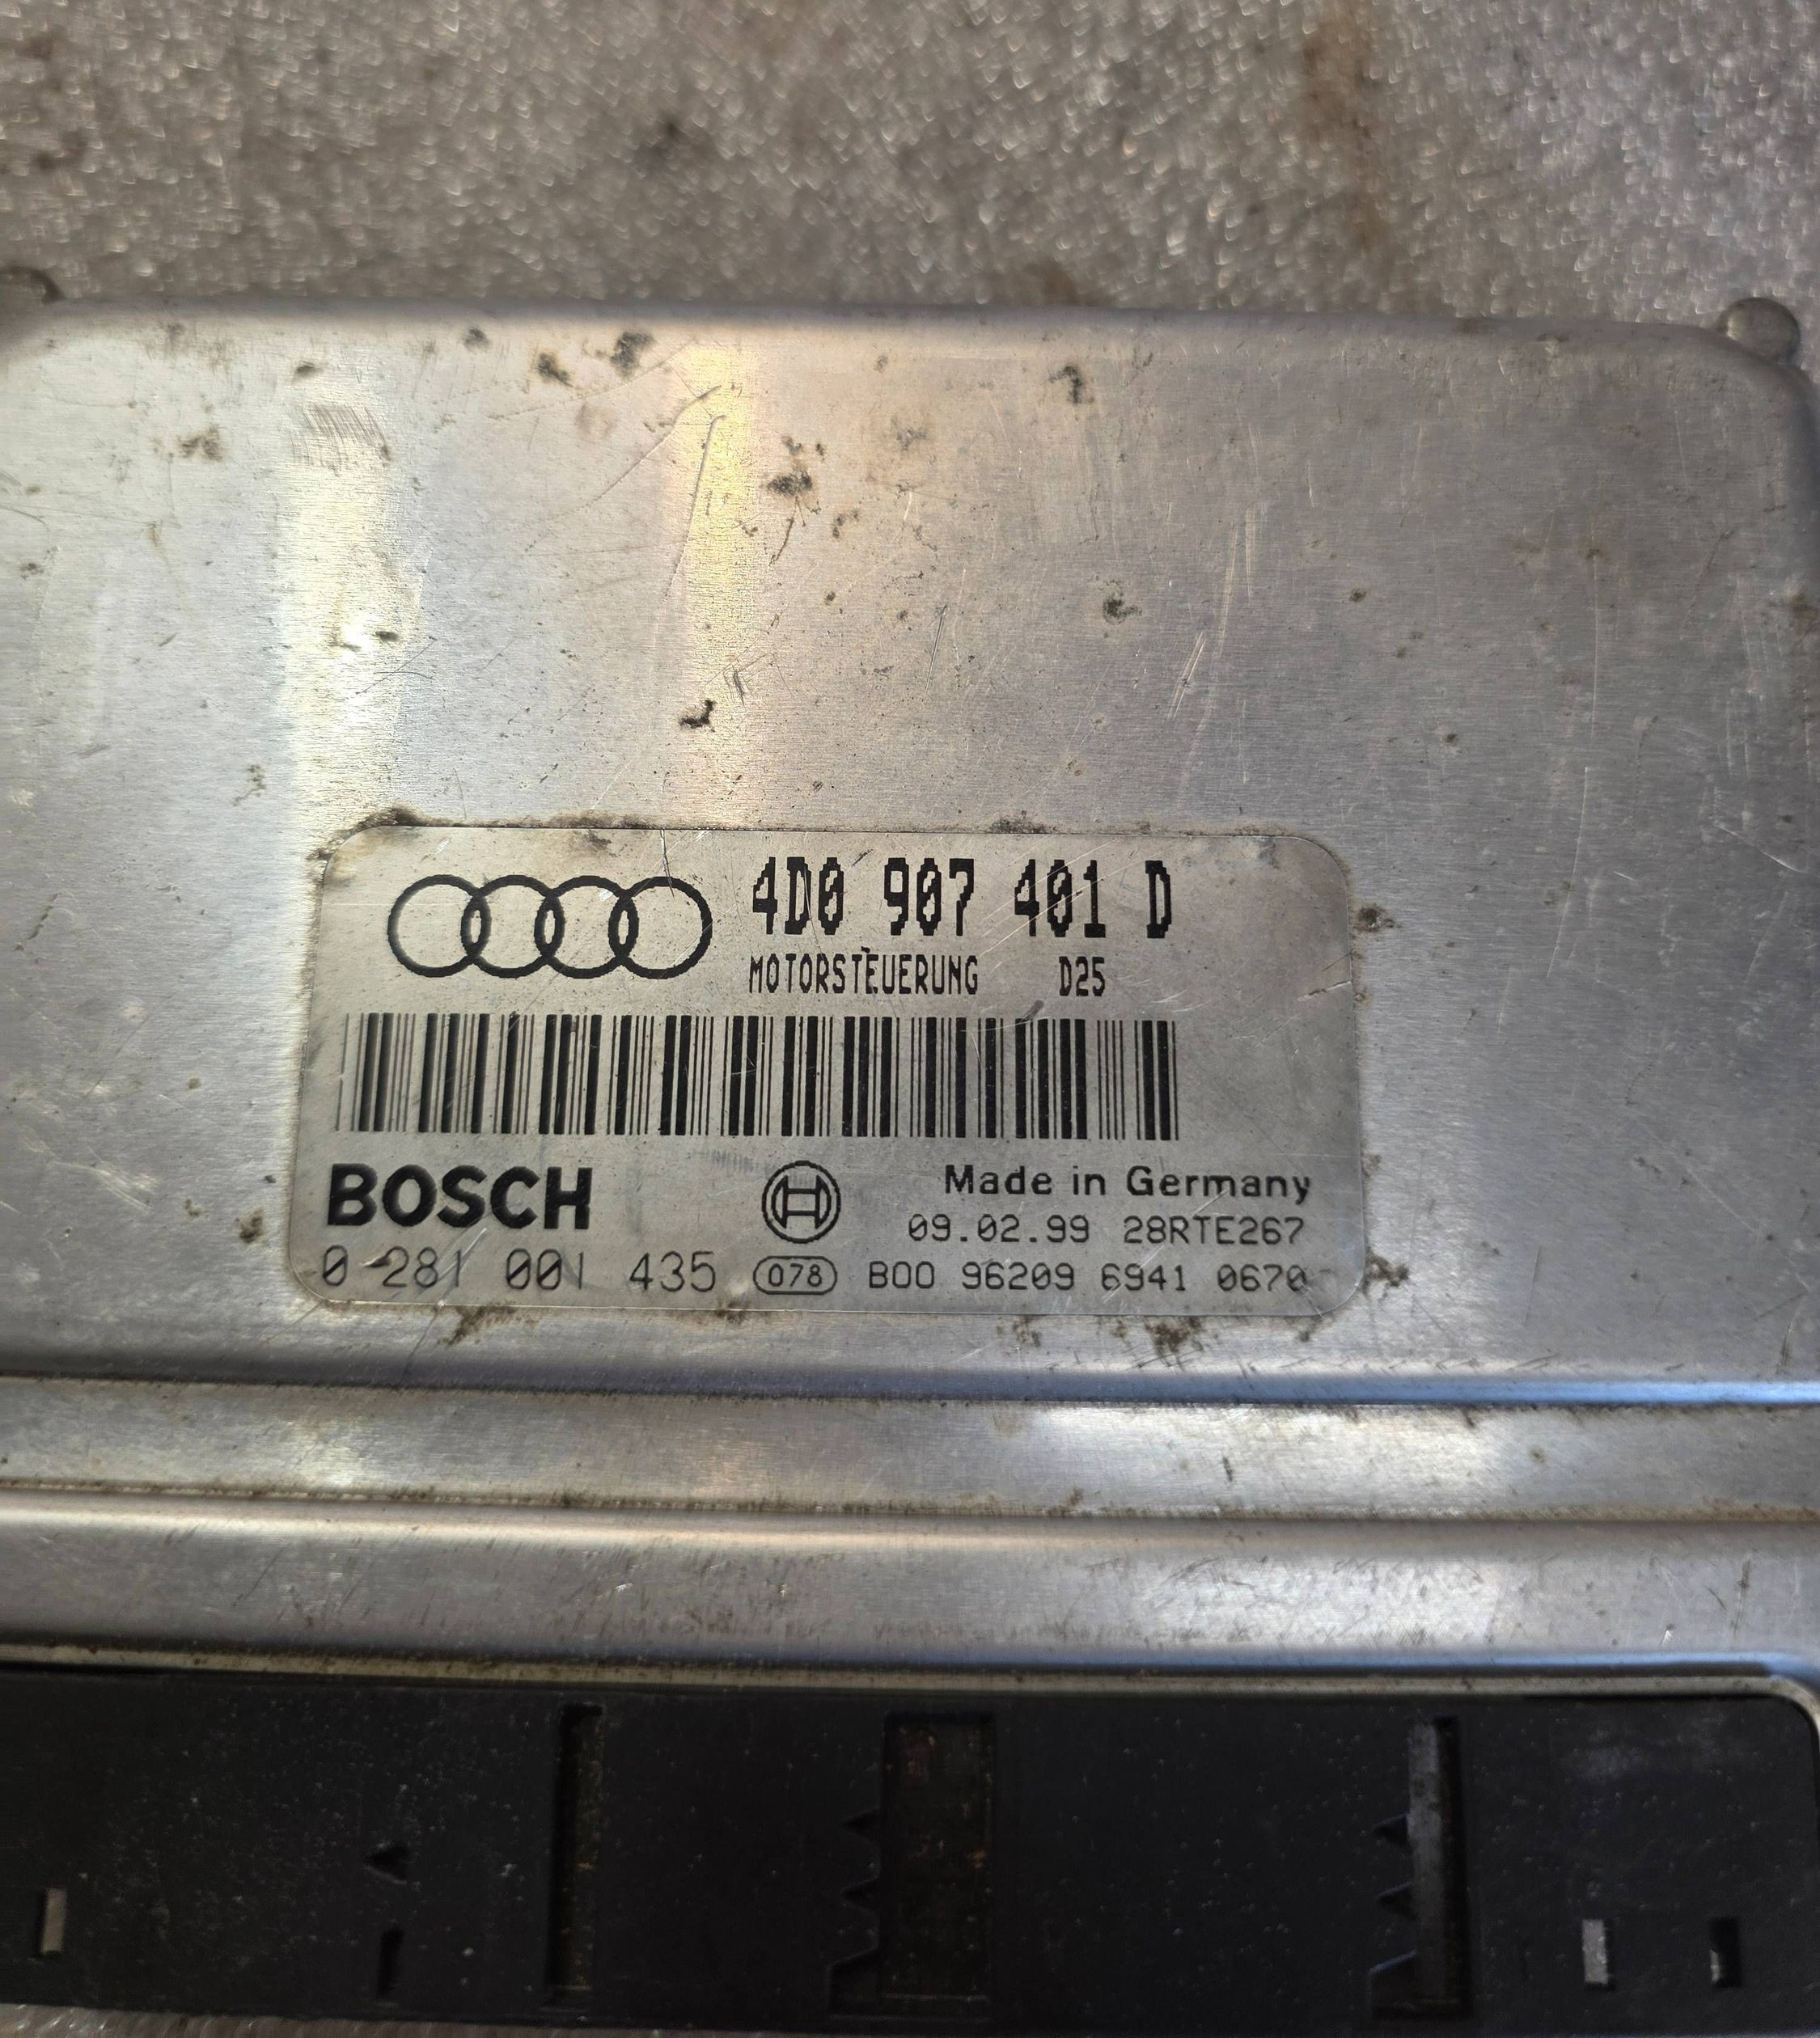 4D0 907 401 D
MOTORSTEUERUNG D25
BOSCH
Made in Germany
09.02.99 28RTE267
0 281 001 435 078 B00 96209 6941 0670